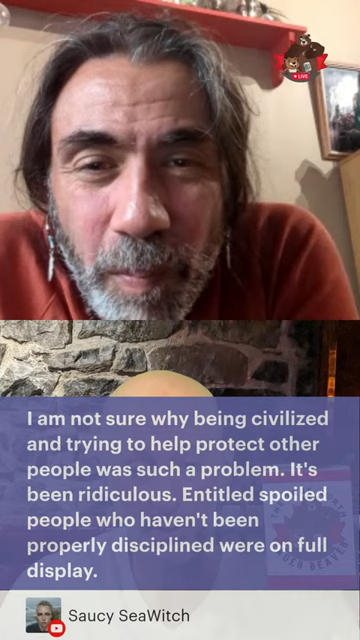 LIVE
I am not sure why being civilized
and trying to help protect other
people was such a problem. It's
been ridiculous. Entitled spoiled
people who haven't been
properly disciplined were on full
display.
BEAVER
Saucy SeaWitch